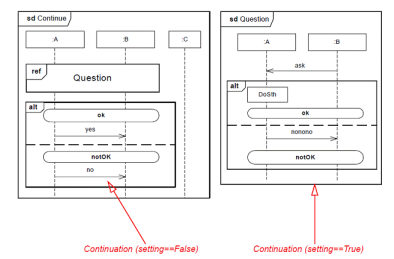 sd Continue
:A
:B
:C
ref
Question
alt
ok
yes
notOK
no
sd Question
:A
:B
ask
alt
DoSth
ok
nonono
notOK
Continuation (setting==False)
Continuation (setting==True)